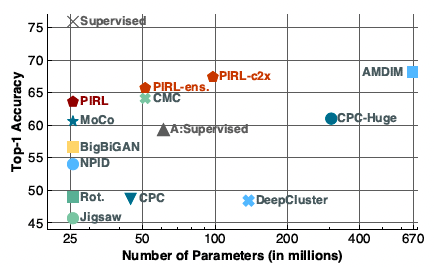 Supervised
75
70
65
60
55
50
45
Top-1 Accuracy
AMDIM
PIRL-c2x
PIRL-ens.
PIRL
CMC
MoCo
CPC-Huge
A:Supervised
BigBiGAN
NPID
Rot.
CPC
DeepCluster
Jigsaw
25 50 100 200 400 670
Number of Parameters (in millions)